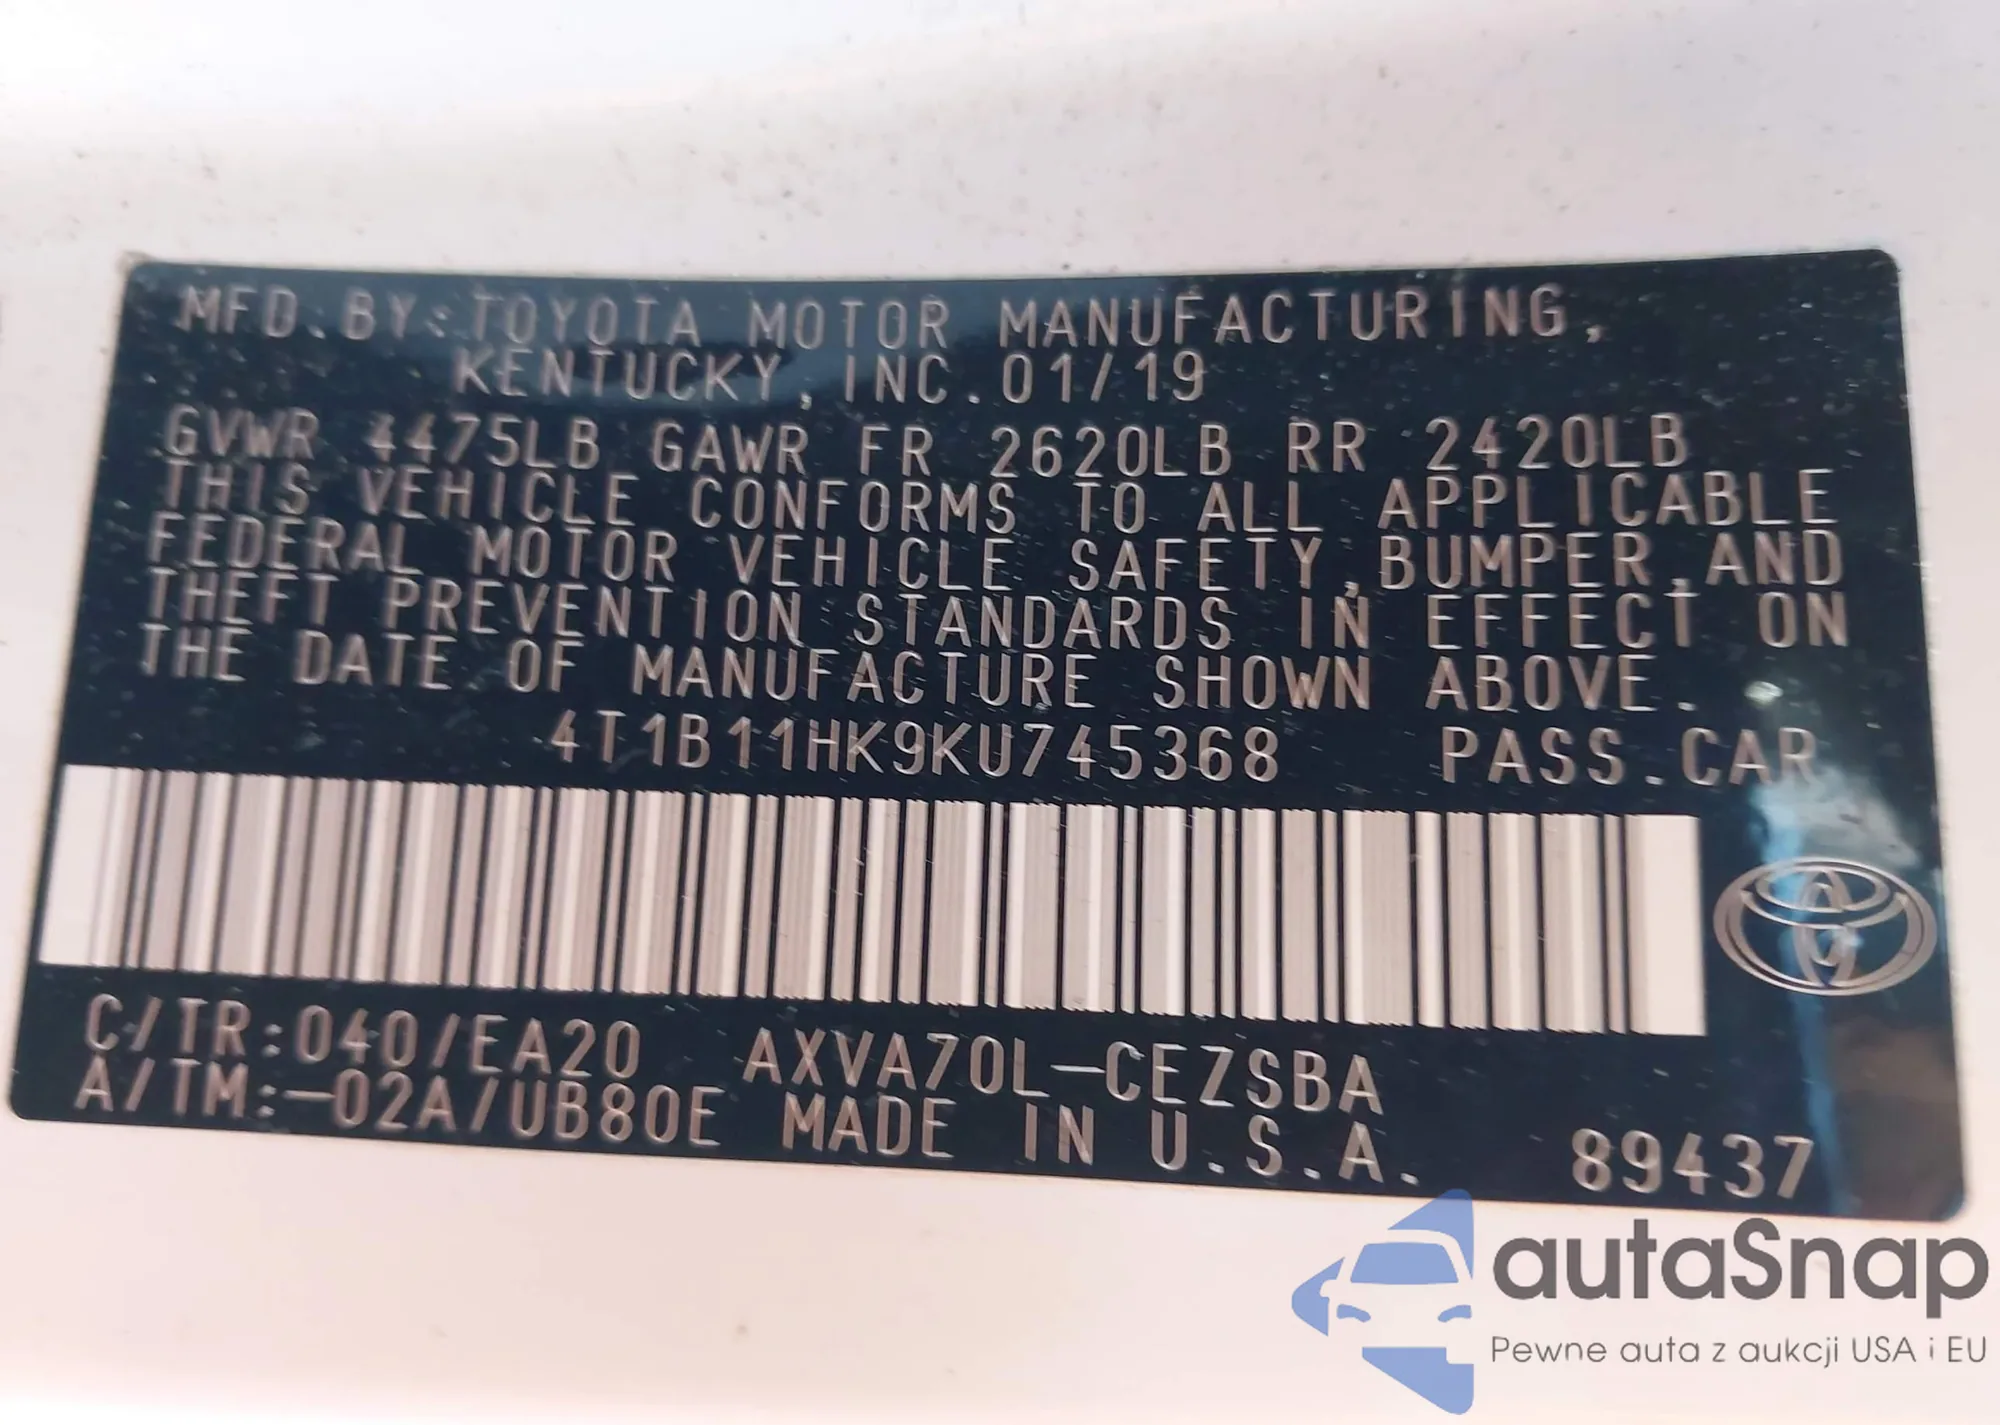 MFD.BY:TOYOTA MOTOR MANUFACTURING,
KENTUCKY, INC.01/19
GVWR 4475LB GAWR FR 2620LB RR 2420LB
THIS VEHICLE CONFORMS TO ALL APPLICABLE
FEDERAL MOTOR VEHICLE SAFETY,BUMPER,AND
THEFT PREVENTION STANDARDS IN EFFECT ON
THE DATE OF MANUFACTURE SHOWN ABOVE.
4T1B11HK9KU745368 PASS.CAR
C/TR:040/EA20 AXVA70L-CEZSBA
A/TM:-02A/UB80E MADE IN U.S.A. 89437
autaSnap
Pewne auta z aukcji USA i EU